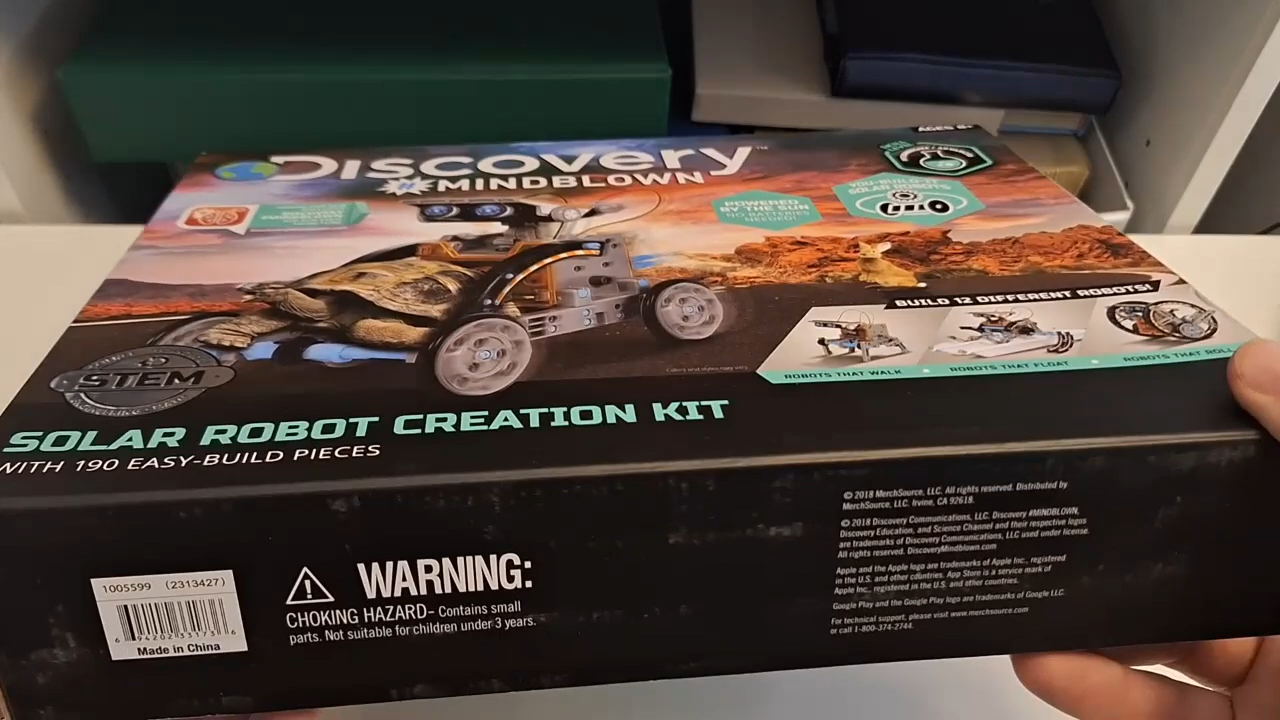 AGES 8+
DISCOVERY™
#MINDBLOWN
POWERED
BY THE SUN
NO BATTERIES
NEEDED!
YOU-BUILD-IT
SOLAR ROBOTS
BUILD 12 DIFFERENT ROBOTS!
ROBOTS THAT WALK • ROBOTS THAT FLOAT • ROBOTS THAT ROLL
STEM
SOLAR ROBOT CREATION KIT
WITH 190 EASY-BUILD PIECES
1005599 (2313427)
6 94202 33173 6
Made in China
WARNING:
CHOKING HAZARD– Contains small
parts. Not suitable for children under 3 years.
© 2018 MerchSource, LLC. All rights reserved. Distributed by
MerchSource, LLC. Irvine, CA 92618.
© 2018 Discovery Communications, LLC. Discovery #MINDBLOWN,
Discovery Education, and Science Channel and their respective logos
are trademarks of Discovery Communications, LLC used under license.
All rights reserved. DiscoveryMindblown.com
Apple and the Apple logo are trademarks of Apple Inc., registered
in the U.S. and other countries. App Store is a service mark of
Apple Inc., registered in the U.S. and other countries.
Google Play and the Google Play logo are trademarks of Google LLC.
For technical support, please visit www.merchsource.com
or call 1-800-374-2744.